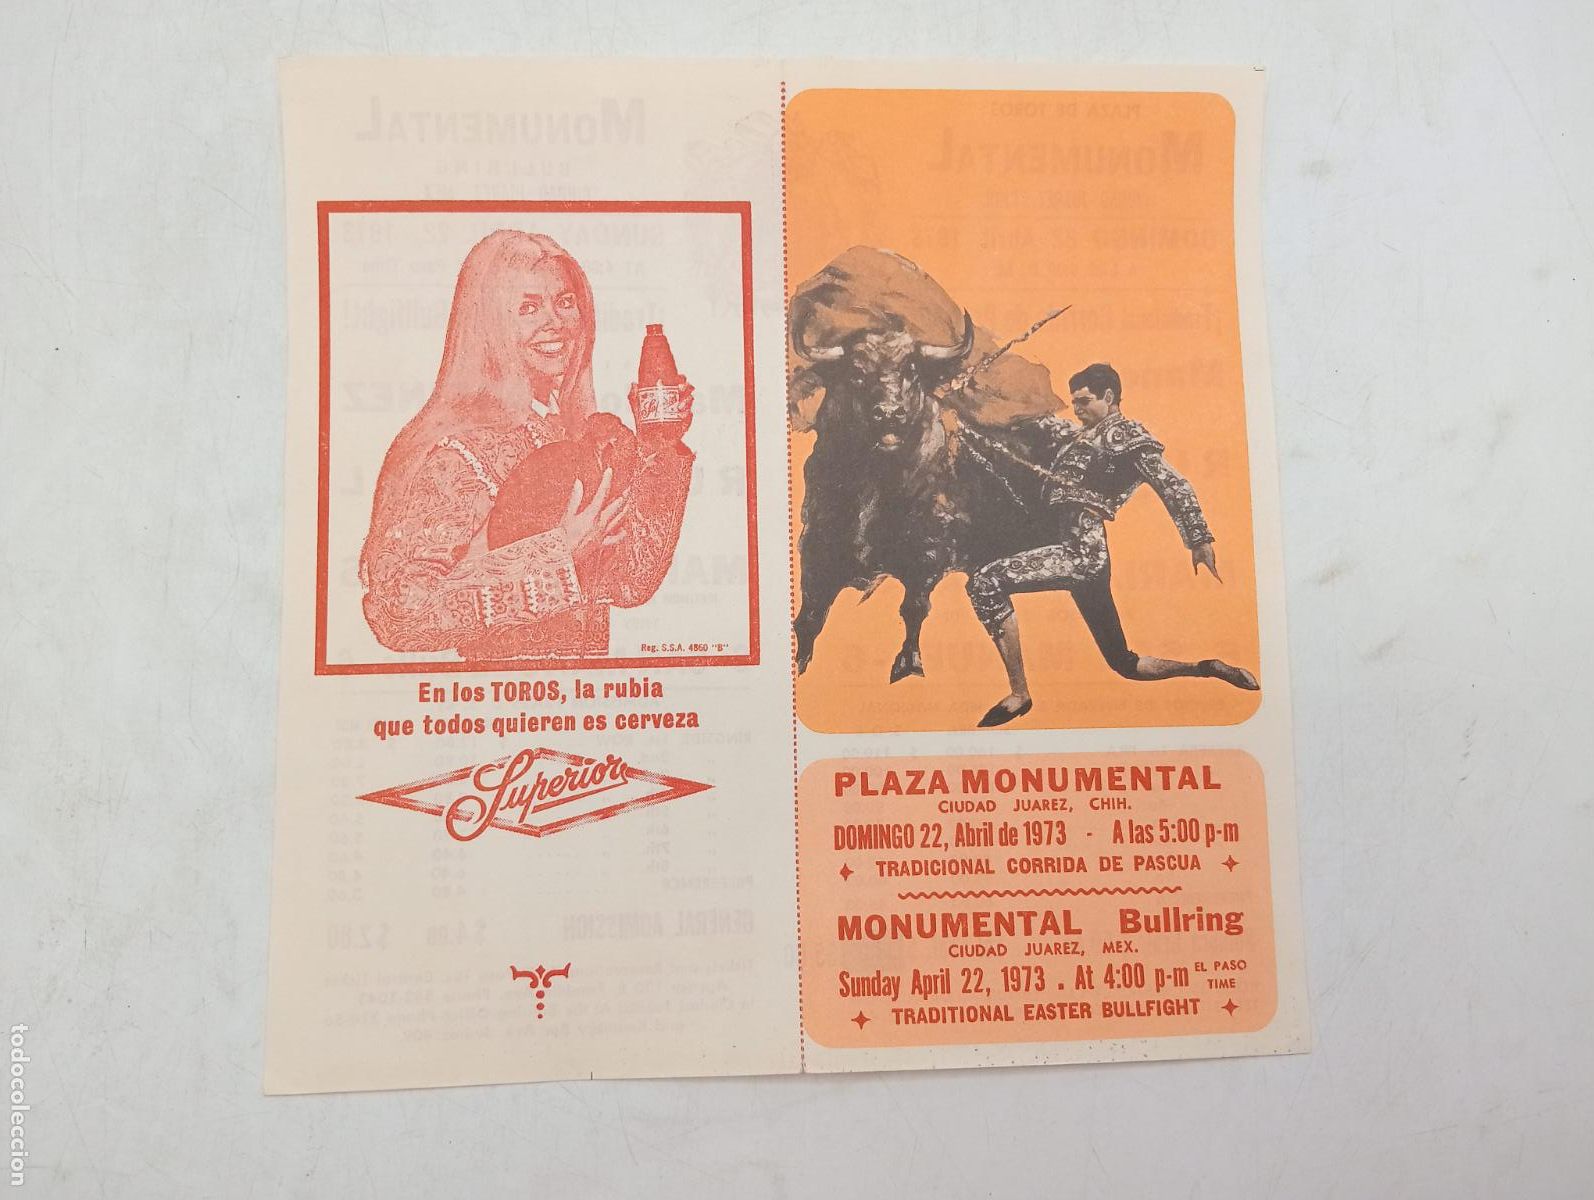 Reg. S.S.A. 4860 "B"
En los TOROS, la rubia
que todos quieren es cerveza
Superior
PLAZA MONUMENTAL
CIUDAD JUAREZ, CHIH.
DOMINGO 22, Abril de 1973 - A las 5:00 p-m
TRADICIONAL CORRIDA DE PASCUA
MONUMENTAL Bullring
CIUDAD JUAREZ, MEX.
Sunday April 22, 1973 . At 4:00 p-m EL PASO TIME
TRADITIONAL EASTER BULLFIGHT
todocoleccion